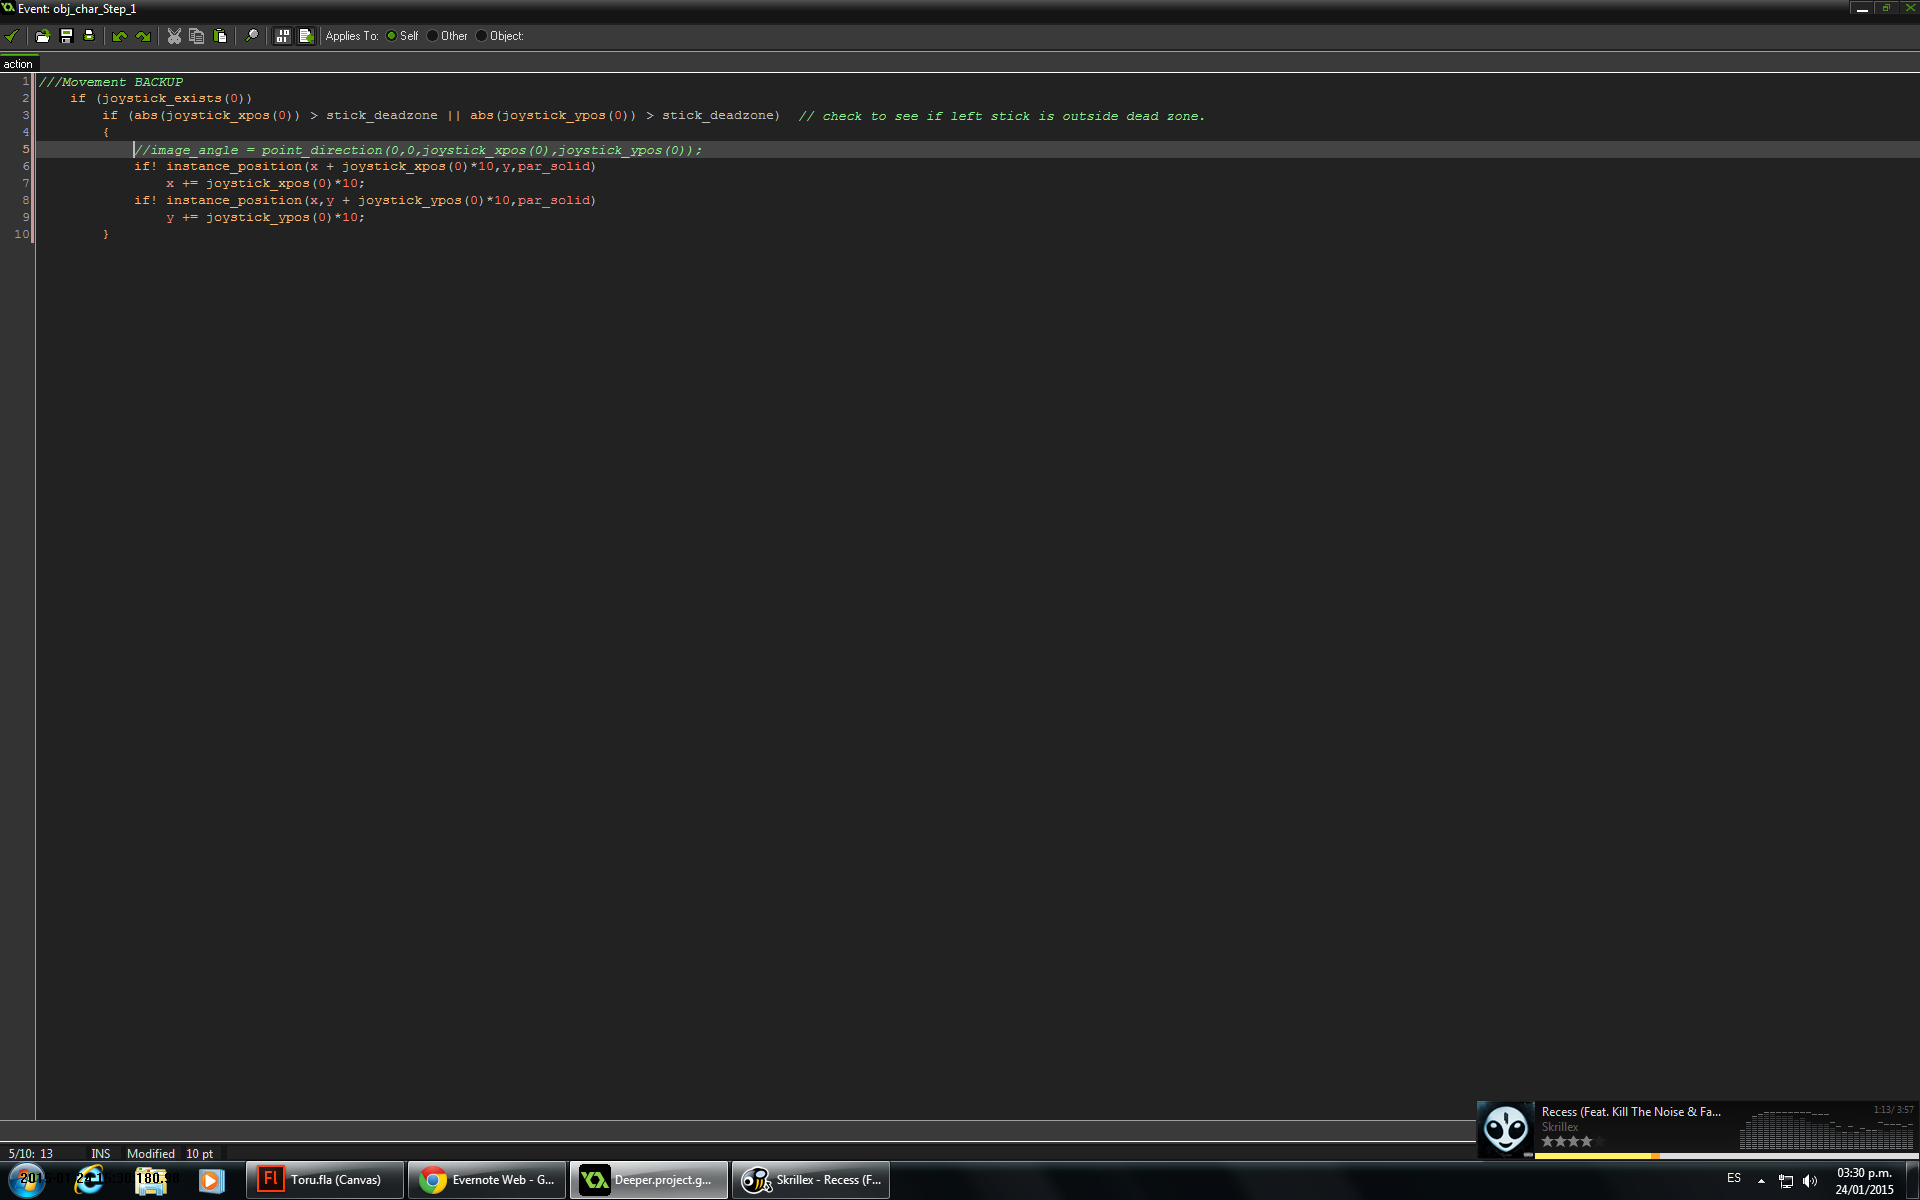 Event: obj_char_Step_1
Applies To: Self Other Object:
action
1 ///Movement BACKUP
2 if (joystick_exists(0))
3 if (abs(joystick_xpos(0)) > stick_deadzone || abs(joystick_ypos(0)) > stick_deadzone) // check to see if left stick is outside dead zone.
4 {
5 //image_angle = point_direction(0,0,joystick_xpos(0),joystick_ypos(0));
6 if! instance_position(x + joystick_xpos(0)*10,y,par_solid)
7 x += joystick_xpos(0)*10;
8 if! instance_position(x,y + joystick_ypos(0)*10,par_solid)
9 y += joystick_ypos(0)*10;
10 }
Recess (Feat. Kill The Noise & Fa... 1:13/ 3:57
Skrillex
5/10: 13 INS Modified 10 pt
Fl Toru.fla (Canvas) Evernote Web - G... Deeper.project.g... Skrillex - Recess (F... ES 03:30 p.m.
24/01/2015